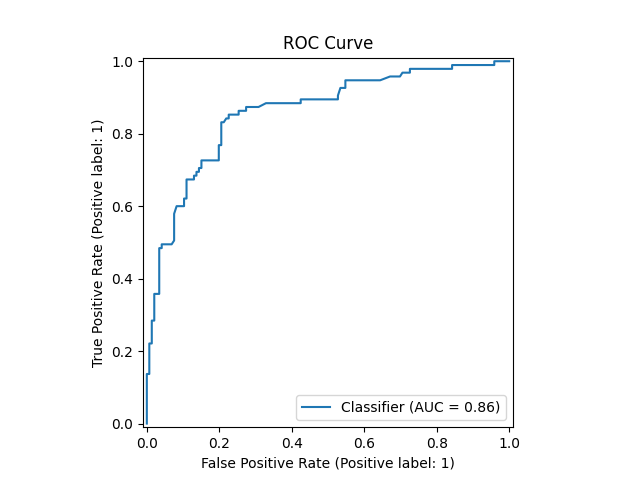 ROC Curve
True Positive Rate (Positive label: 1)
1.0
0.8
0.6
0.4
0.2
0.0
Classifier (AUC = 0.86)
0.0 0.2 0.4 0.6 0.8 1.0
False Positive Rate (Positive label: 1)